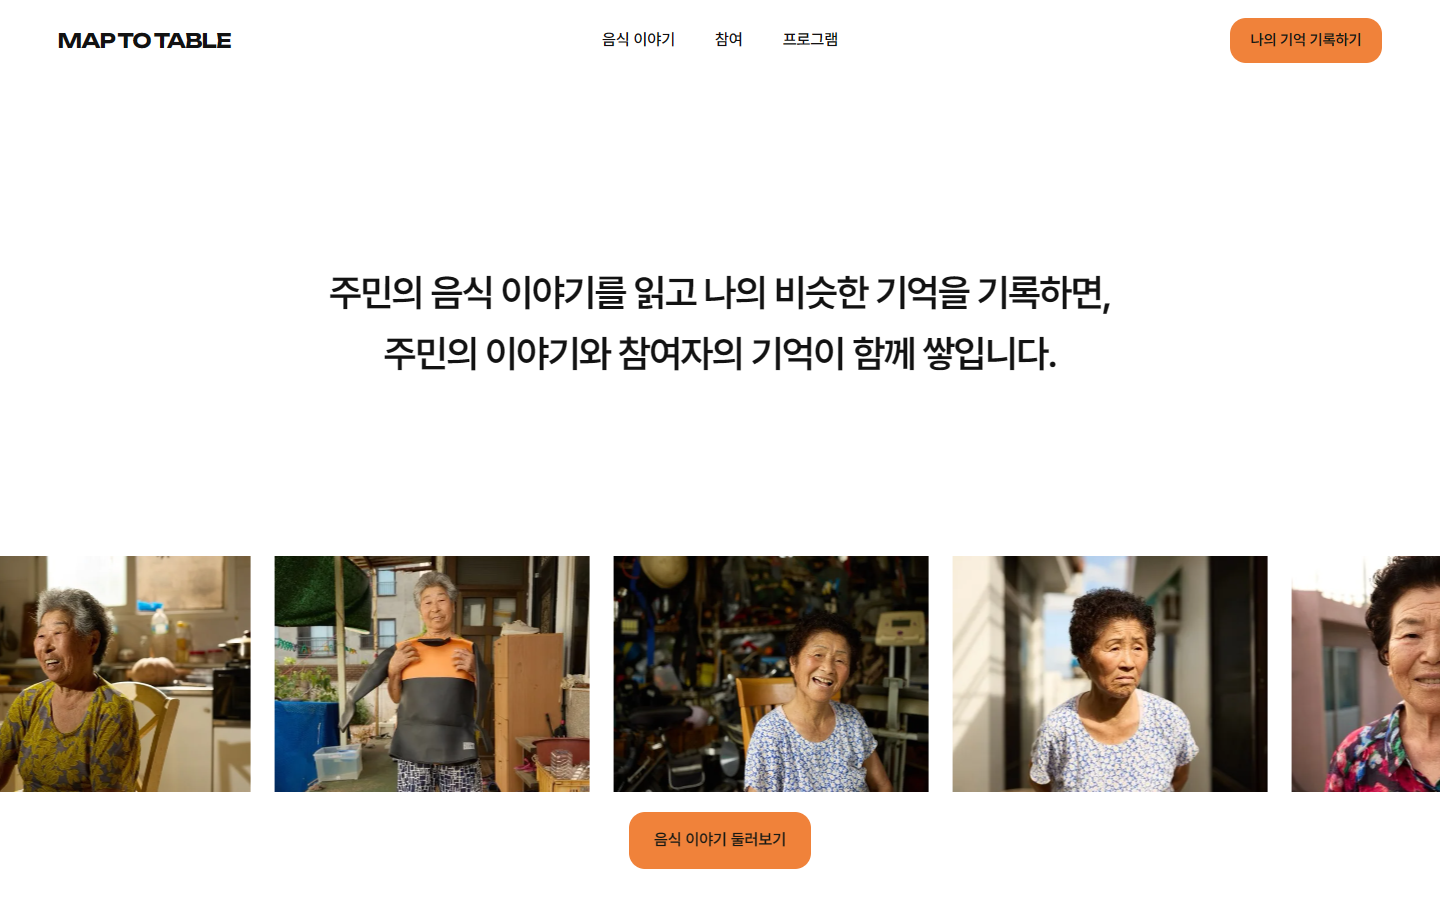 MAP TO TABLE
음식 이야기
참여
프로그램
나의 기억 기록하기
주민의 음식 이야기를 읽고 나의 비슷한 기억을 기록하면,
주민의 이야기와 참여자의 기억이 함께 쌓입니다.
음식 이야기 둘러보기